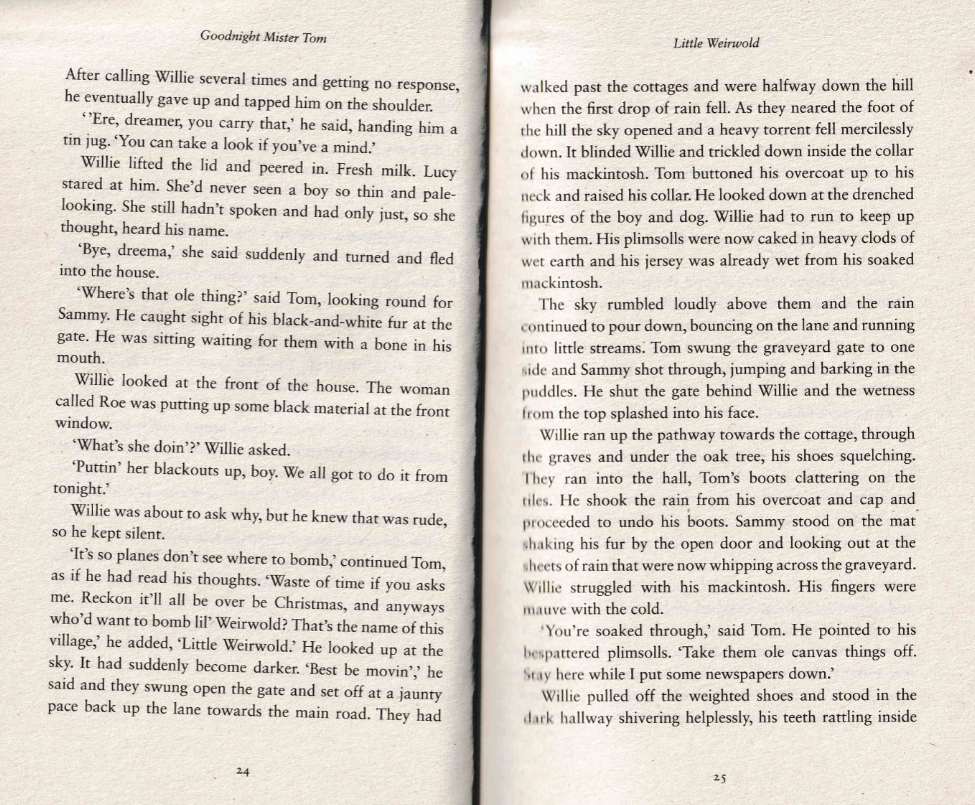 Goodnight Mister Tom
After calling Willie several times and getting no response,
he eventually gave up and tapped him on the shoulder.
‘’Ere, dreamer, you carry that,’ he said, handing him a
tin jug. ‘You can take a look if you’ve a mind.’
Willie lifted the lid and peered in. Fresh milk. Lucy
stared at him. She’d never seen a boy so thin and pale-
looking. She still hadn’t spoken and had only just, so she
thought, heard his name.
‘Bye, dreema,’ she said suddenly and turned and fled
into the house.
‘Where’s that ole thing?’ said Tom, looking round for
Sammy. He caught sight of his black-and-white fur at the
gate. He was sitting waiting for them with a bone in his
mouth.
Willie looked at the front of the house. The woman
called Roe was putting up some black material at the front
window.
‘What’s she doin’?’ Willie asked.
‘Puttin’ her blackouts up, boy. We all got to do it from
tonight.’
Willie was about to ask why, but he knew that was rude,
so he kept silent.
‘It’s so planes don’t see where to bomb,’ continued Tom,
as if he had read his thoughts. ‘Waste of time if you asks
me. Reckon it’ll all be over be Christmas, and anyways
who’d want to bomb lil’ Weirwold? That’s the name of this
village,’ he added, ‘Little Weirwold.’ He looked up at the
sky. It had suddenly become darker. ‘Best be movin’,’ he
said and they swung open the gate and set off at a jaunty
pace back up the lane towards the main road. They had
24
Little Weirwold
walked past the cottages and were halfway down the hill
when the first drop of rain fell. As they neared the foot of
the hill the sky opened and a heavy torrent fell mercilessly
down. It blinded Willie and trickled down inside the collar
of his mackintosh. Tom buttoned his overcoat up to his
neck and raised his collar. He looked down at the drenched
figures of the boy and dog. Willie had to run to keep up
with them. His plimsolls were now caked in heavy clods of
wet earth and his jersey was already wet from his soaked
mackintosh.
The sky rumbled loudly above them and the rain
continued to pour down, bouncing on the lane and running
into little streams. Tom swung the graveyard gate to one
side and Sammy shot through, jumping and barking in the
puddles. He shut the gate behind Willie and the wetness
from the top splashed into his face.
Willie ran up the pathway towards the cottage, through
the graves and under the oak tree, his shoes squelching.
They ran into the hall, Tom’s boots clattering on the
tiles. He shook the rain from his overcoat and cap and
proceeded to undo his boots. Sammy stood on the mat
shaking his fur by the open door and looking out at the
sheets of rain that were now whipping across the graveyard.
Willie struggled with his mackintosh. His fingers were
mauve with the cold.
‘You’re soaked through,’ said Tom. He pointed to his
bespattered plimsolls. ‘Take them ole canvas things off.
Stay here while I put some newspapers down.’
Willie pulled off the weighted shoes and stood in the
dark hallway shivering helplessly, his teeth rattling inside
25